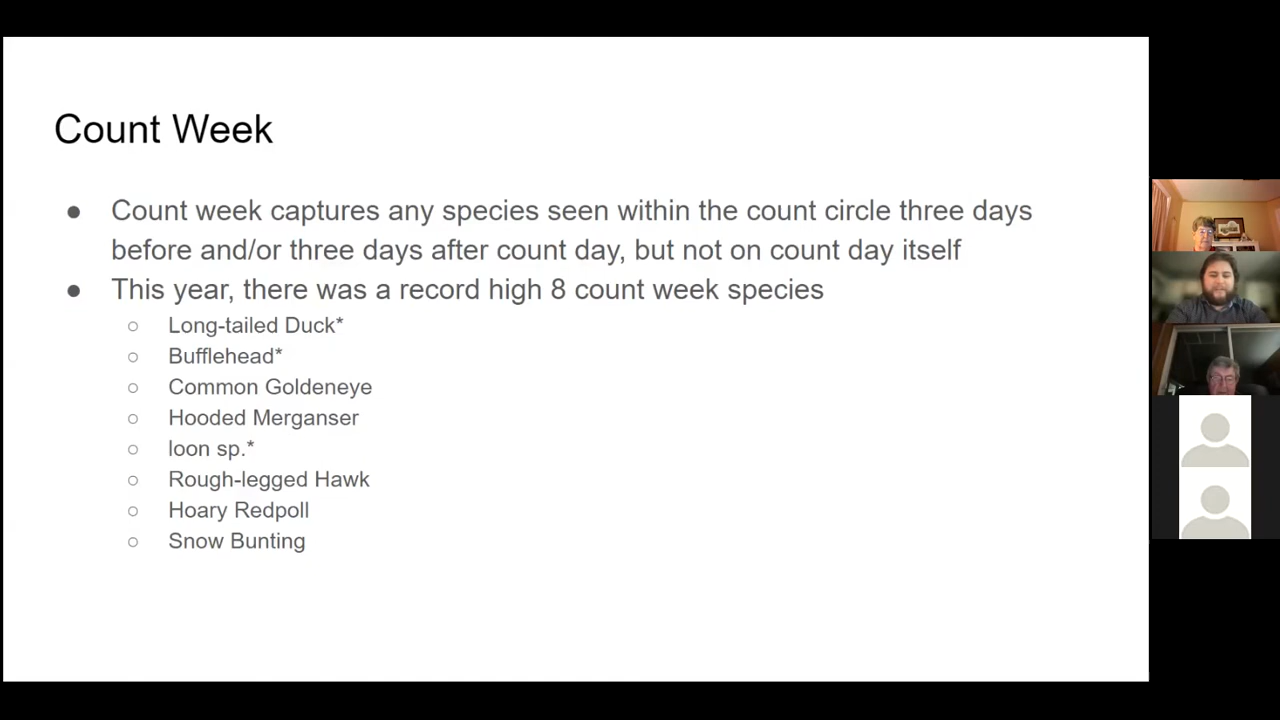 Count Week
● Count week captures any species seen within the count circle three days
before and/or three days after count day, but not on count day itself
● This year, there was a record high 8 count week species
○ Long-tailed Duck*
○ Bufflehead*
○ Common Goldeneye
○ Hooded Merganser
○ loon sp.*
○ Rough-legged Hawk
○ Hoary Redpoll
○ Snow Bunting